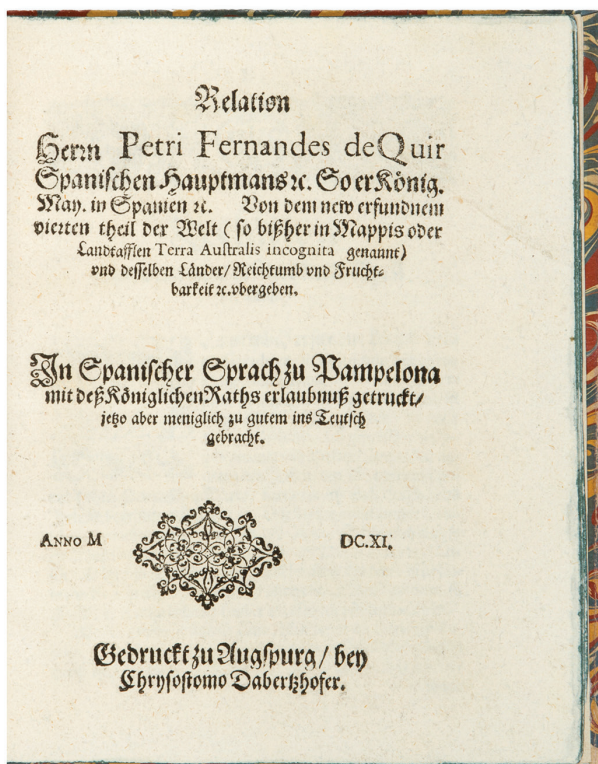 Relation
Herrn Petri Fernandes de Quir
Spanischen Hauptmans ꝛc. So er König.
May. in Spanien ꝛc. Von dem new erfundnem
vierten theil der Welt (so bißher in Mappis oder
Landtafflen Terra Australis incognita genannt)
vnd desselben Länder/ Reichtumb vnd Frucht-
barkeit ꝛc. vbergeben.
In Spanischer Sprach zu Pampelona
mit deß Königlichen Raths erlaubnuß getruckt/
jetzo aber meniglich zu gutem ins Teutsch
gebracht.
ANNO M DC.XI.
Gedruckt zu Augspurg/ bey
Chrysostomo Dabertzhofer.